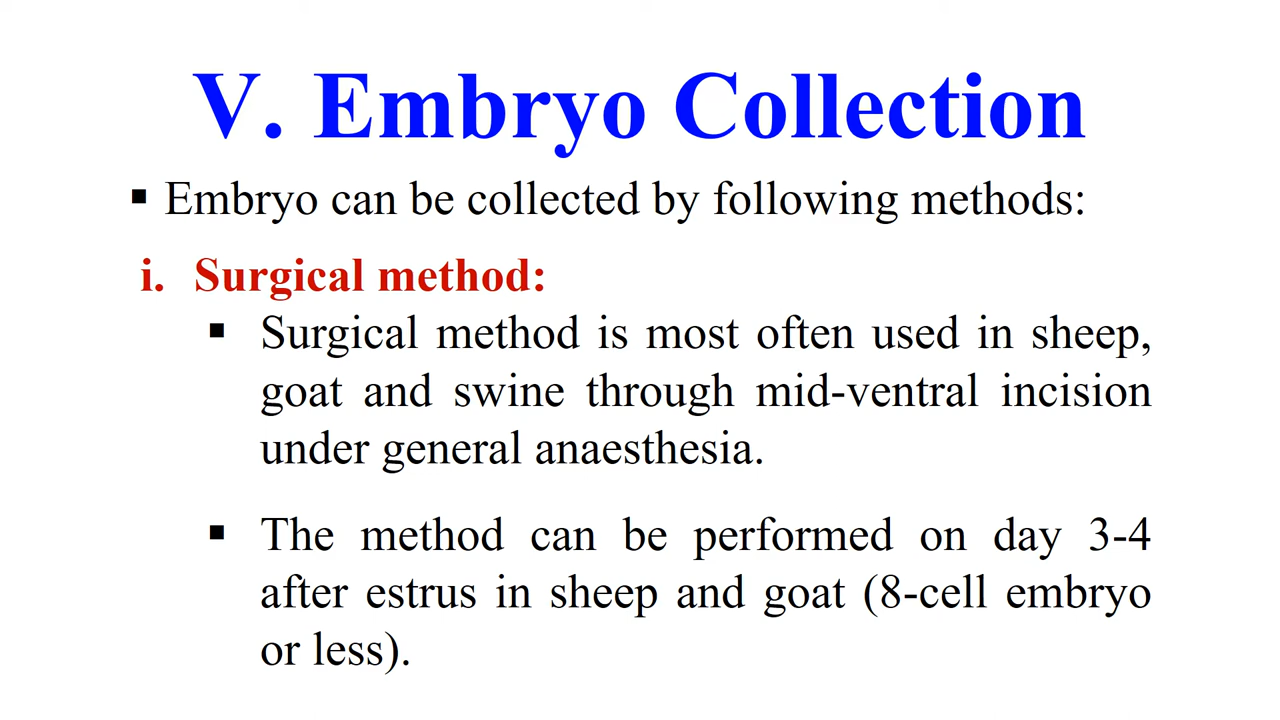 V. Embryo Collection
▪ Embryo can be collected by following methods:
i. Surgical method:
▪ Surgical method is most often used in sheep,
goat and swine through mid-ventral incision
under general anaesthesia.
▪ The method can be performed on day 3-4
after estrus in sheep and goat (8-cell embryo
or less).